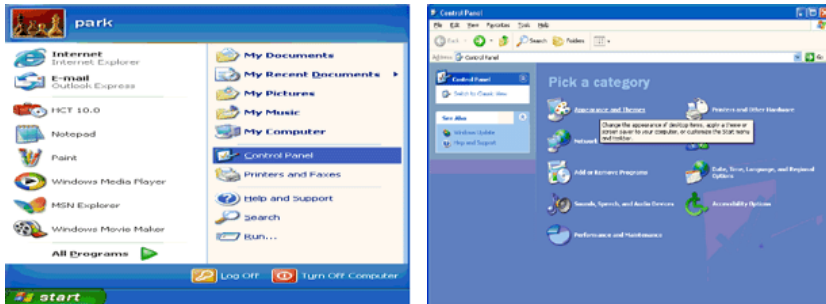 park
Internet
Internet Explorer
E-mail
Outlook Express
HCT 10.0
Notepad
Paint
Windows Media Player
MSN Explorer
Windows Movie Maker
All Programs
My Documents
My Recent Documents
My Pictures
My Music
My Computer
Control Panel
Printers and Faxes
Help and Support
Search
Run...
Log Off
Turn Off Computer
start
Control Panel
File Edit View Favorites Tools Help
Back Search Folders
Address Control Panel Go
Control Panel
Switch to Classic View
See Also
Windows Update
Help and Support
Pick a category
Appearance and Themes
Printers and Other Hardware
Change the appearance of desktop items, apply a theme or
screen saver to your computer, or customize the Start menu
and taskbar.
Network
Add or Remove Programs
Date, Time, Language, and Regional
Options
Sounds, Speech, and Audio Devices
Accessibility Options
Performance and Maintenance